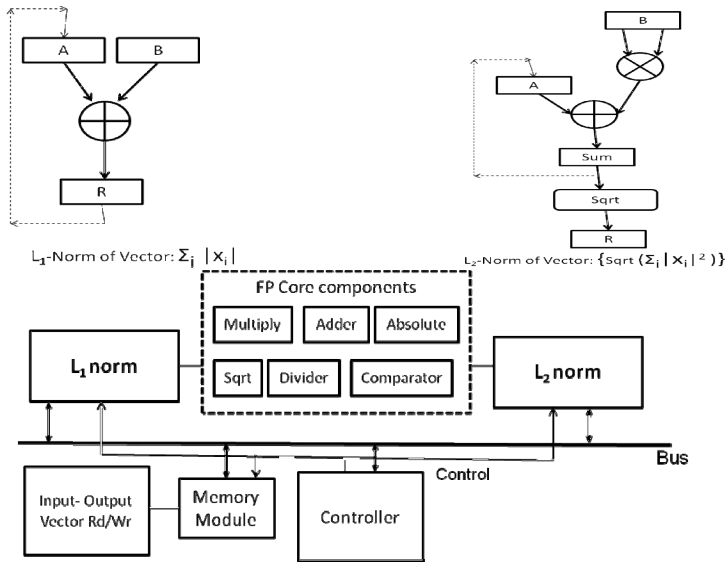 A
B
R
B
A
Sum
Sqrt
R
L₁-Norm of Vector: Σᵢ |Xᵢ|
L₂-Norm of Vector: {Sqrt (Σᵢ|Xᵢ|²)}
FP Core components
Multiply
Adder
Absolute
Sqrt
Divider
Comparator
L₁ norm
L₂ norm
Bus
Control
Input- Output
Vector Rd/Wr
Memory
Module
Controller